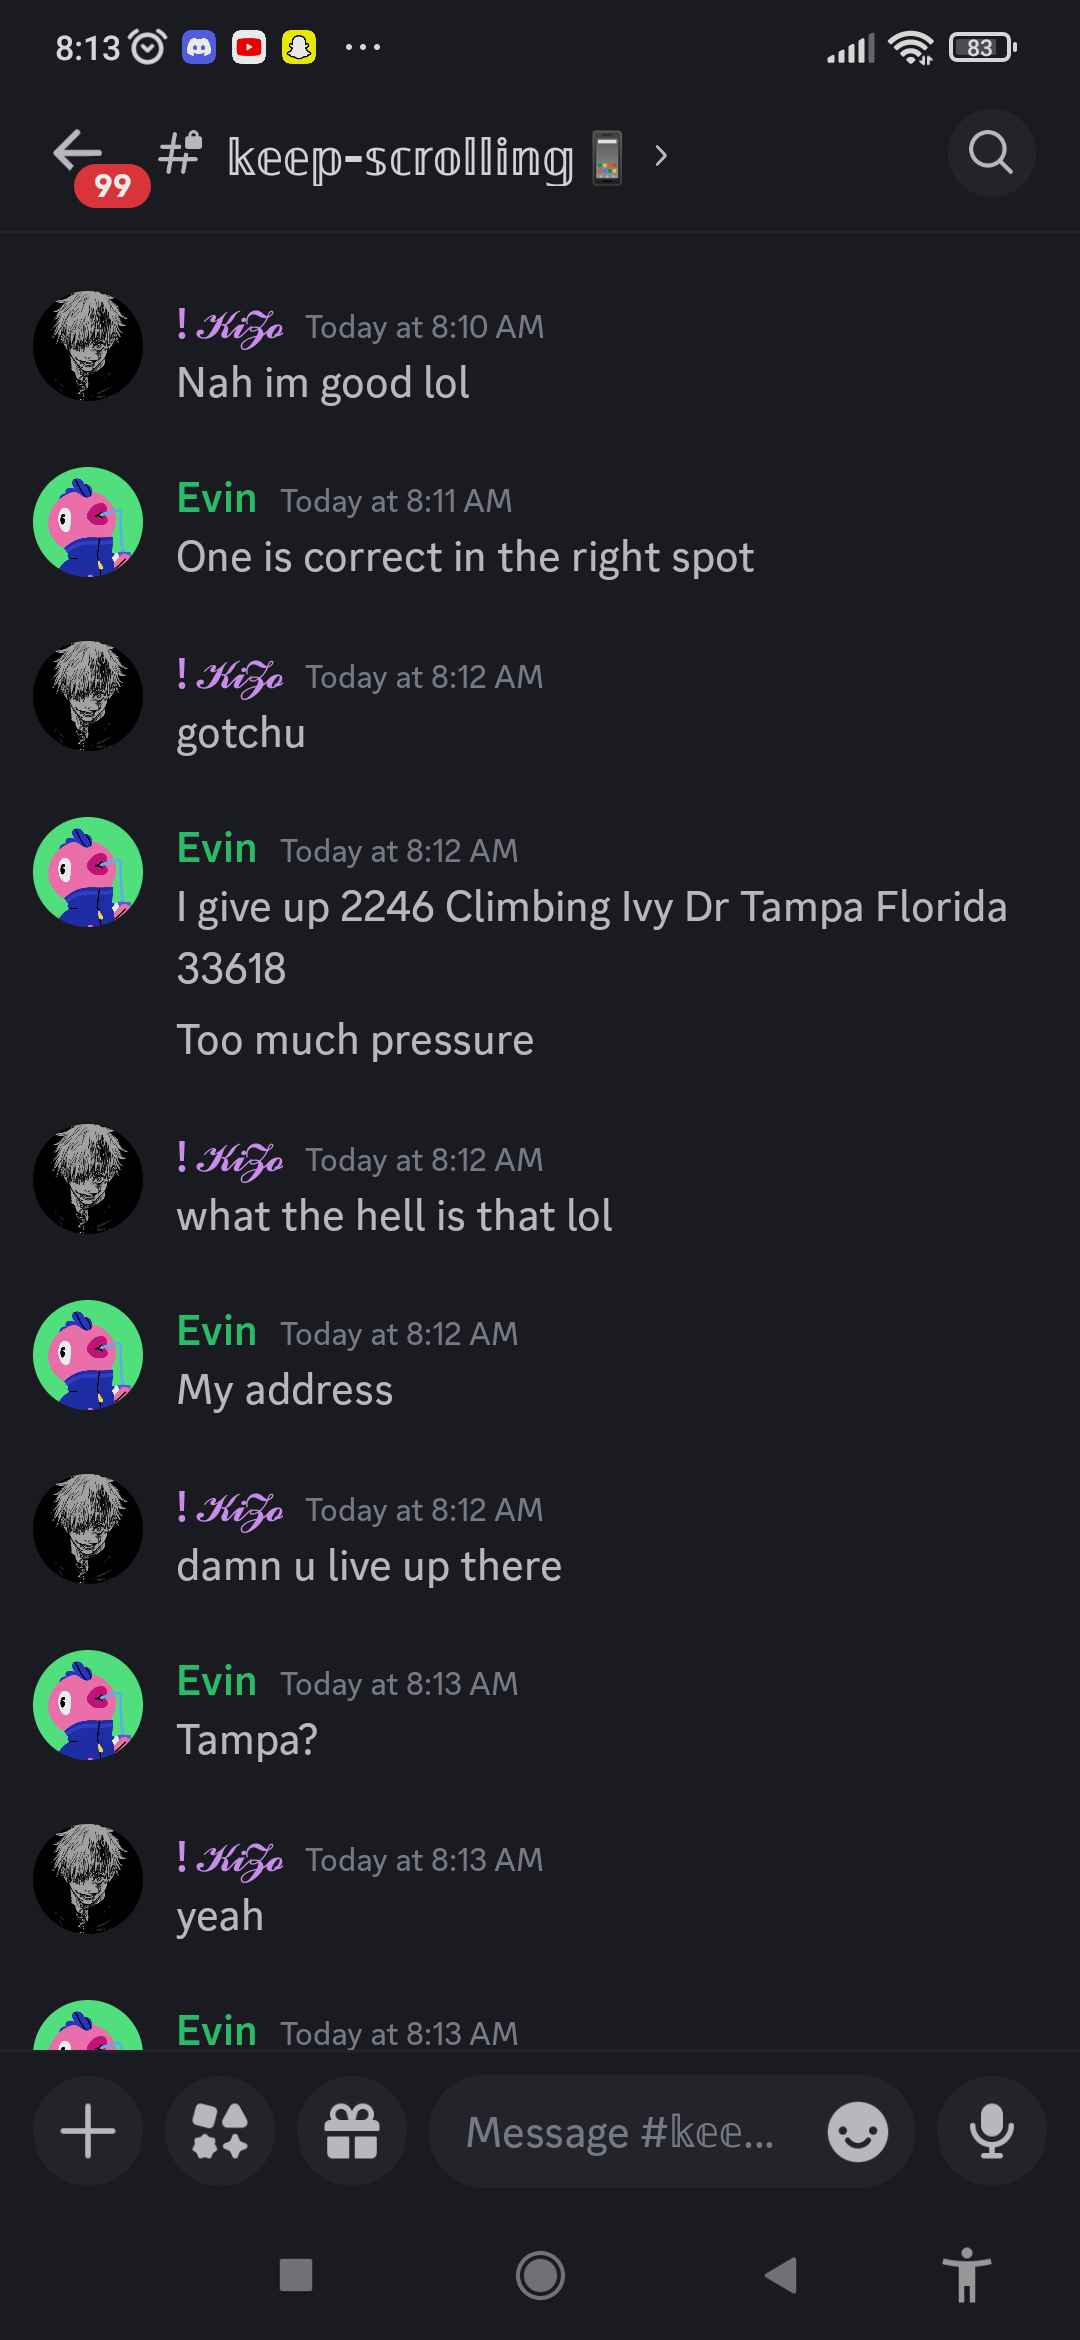 8:13 83
99 # 𝕜𝕖𝕖𝕡-𝕤𝕔𝕣𝕠𝕝𝕝𝕚𝕟𝕘📱 >
! 𝓚𝓲𝓩𝓸 Today at 8:10 AM
Nah im good lol
Evin Today at 8:11 AM
One is correct in the right spot
! 𝓚𝓲𝓩𝓸 Today at 8:12 AM
gotchu
Evin Today at 8:12 AM
I give up 2246 Climbing Ivy Dr Tampa Florida
33618
Too much pressure
! 𝓚𝓲𝓩𝓸 Today at 8:12 AM
what the hell is that lol
Evin Today at 8:12 AM
My address
! 𝓚𝓲𝓩𝓸 Today at 8:12 AM
damn u live up there
Evin Today at 8:13 AM
Tampa?
! 𝓚𝓲𝓩𝓸 Today at 8:13 AM
yeah
Evin Today at 8:13 AM
Message #𝕜𝕖𝕖...